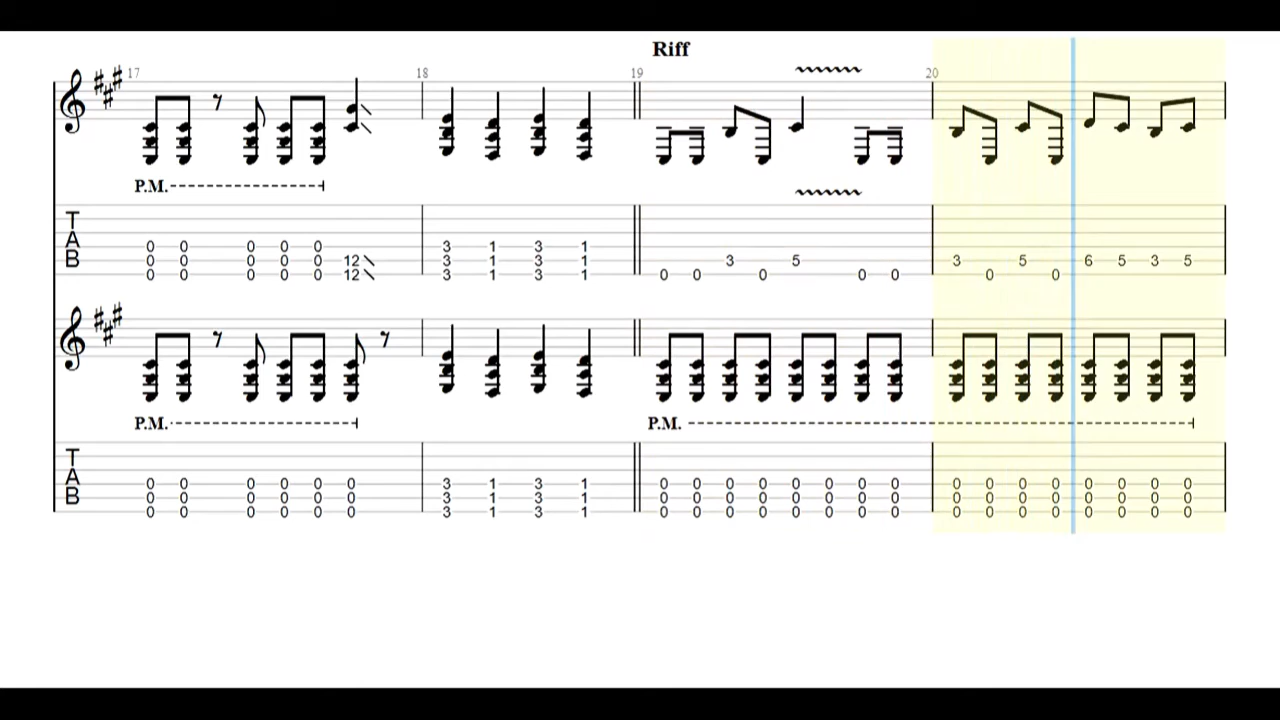 Riff
17 18 19 20
P.M.
T
A
B
0 0 0 0 0 3 1 3 1
0 0 0 0 0 12 3 1 3 1 3 5 3 5 6 5 3 5
0 0 0 0 0 12 3 1 3 1 0 0 0 0 0 0 0
P.M. P.M.
T
A
B
0 0 0 0 0 0 3 1 3 1 0 0 0 0 0 0 0 0 0 0 0 0 0 0 0 0
0 0 0 0 0 0 3 1 3 1 0 0 0 0 0 0 0 0 0 0 0 0 0 0 0 0
0 0 0 0 0 0 3 1 3 1 0 0 0 0 0 0 0 0 0 0 0 0 0 0 0 0